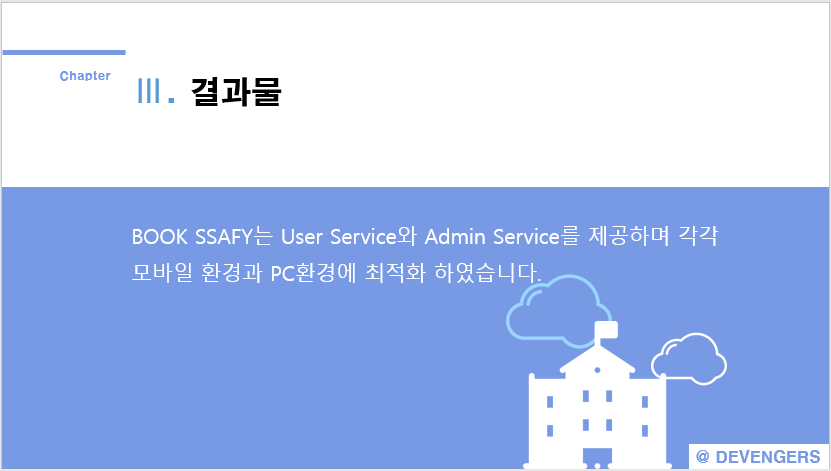 Chapter
Ⅲ. 결과물
BOOK SSAFY는 User Service와 Admin Service를 제공하며 각각
모바일 환경과 PC환경에 최적화 하였습니다.
@ DEVENGERS